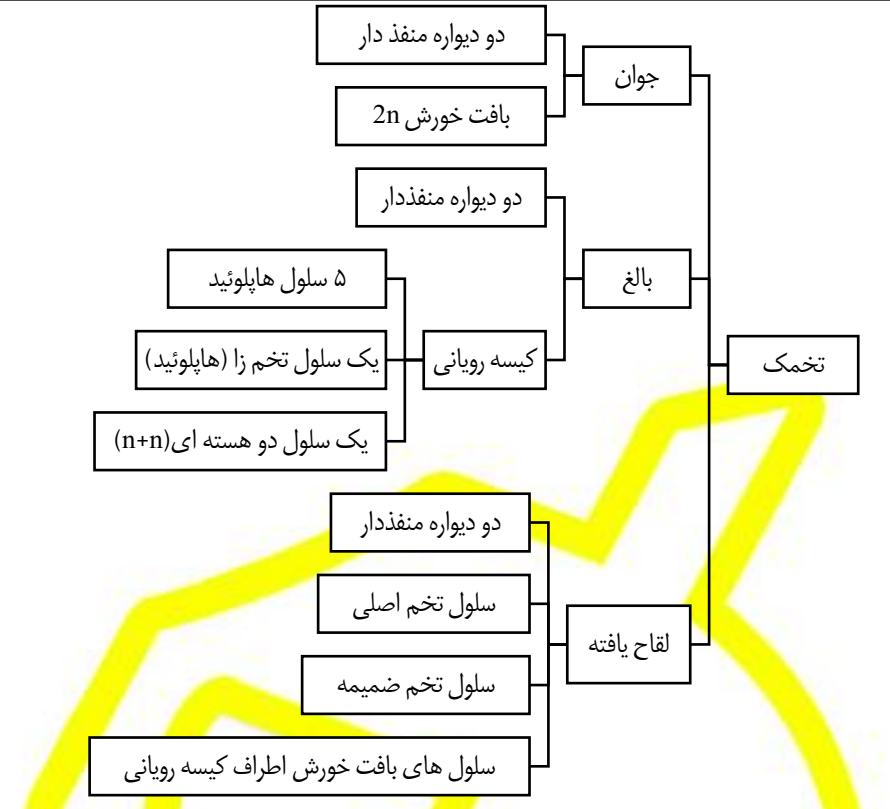 تخمک
جوان
دو دیواره منفذ دار
بافت خورش 2n
بالغ
دو دیواره منفذدار
کیسه رویانی
۵ سلول هاپلوئید
یک سلول تخم زا (هاپلوئید)
یک سلول دو هسته ای(n+n)
لقاح یافته
دو دیواره منفذدار
سلول تخم اصلی
سلول تخم ضمیمه
سلول های بافت خورش اطراف کیسه رویانی